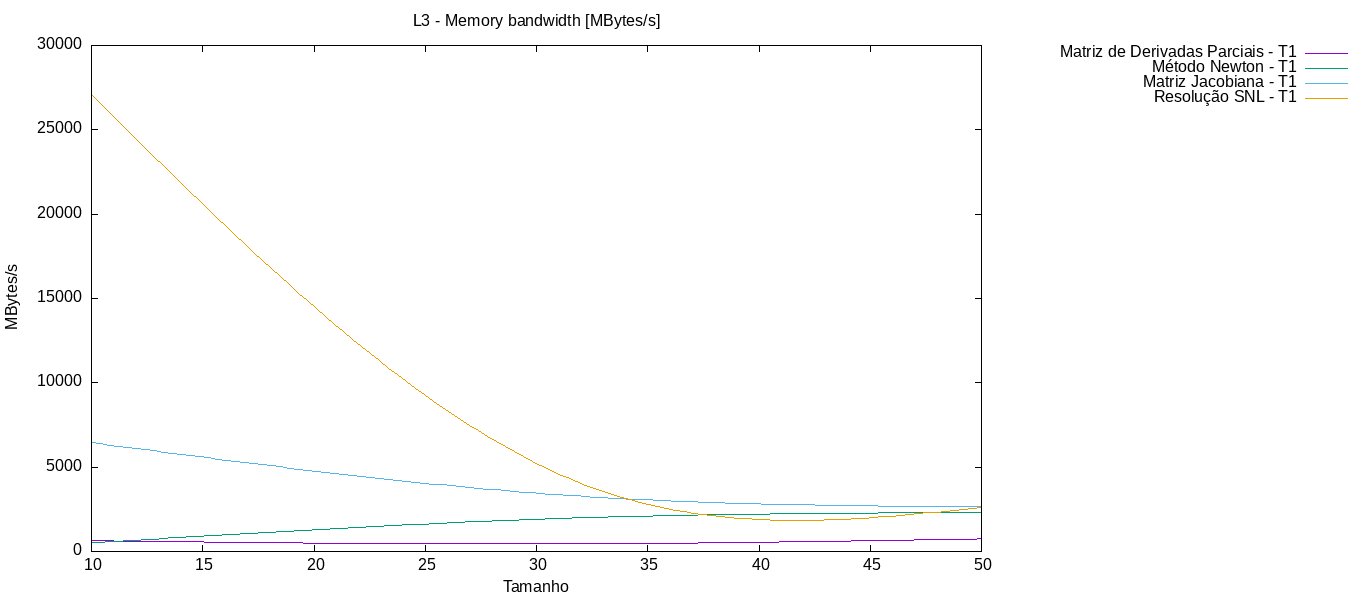 L3 - Memory bandwidth [MBytes/s]
30000
25000
20000
15000
10000
5000
0
MBytes/s
10 15 20 25 30 35 40 45 50
Tamanho
Matriz de Derivadas Parciais - T1
Método Newton - T1
Matriz Jacobiana - T1
Resolução SNL - T1